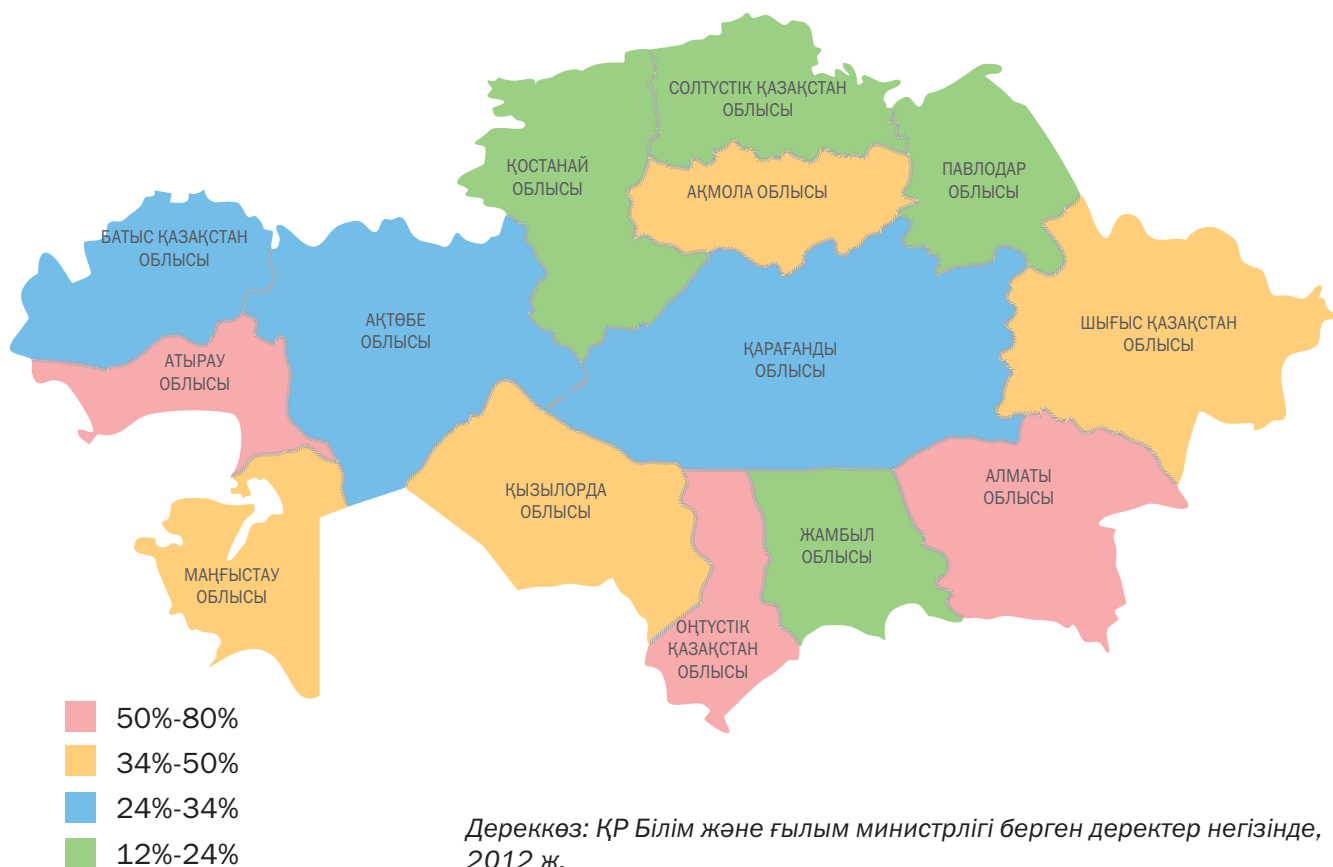 СОЛТҮСТІК ҚАЗАҚСТАН
ОБЛЫСЫ
ҚОСТАНАЙ
ОБЛЫСЫ
ПАВЛОДАР
ОБЛЫСЫ
АҚМОЛА ОБЛЫСЫ
БАТЫС ҚАЗАҚСТАН
ОБЛЫСЫ
АҚТӨБЕ
ОБЛЫСЫ
ШЫҒЫС ҚАЗАҚСТАН
ОБЛЫСЫ
ҚАРАҒАНДЫ
ОБЛЫСЫ
АТЫРАУ
ОБЛЫСЫ
АЛМАТЫ
ОБЛЫСЫ
ҚЫЗЫЛОРДА
ОБЛЫСЫ
ЖАМБЫЛ
ОБЛЫСЫ
МАҢҒЫСТАУ
ОБЛЫСЫ
ОҢТҮСТІК
ҚАЗАҚСТАН
ОБЛЫСЫ
50%-80%
34%-50%
24%-34%
12%-24%
Дереккөз: ҚР Білім және ғылым министрлігі берген деректер негізінде,
2012 ж.